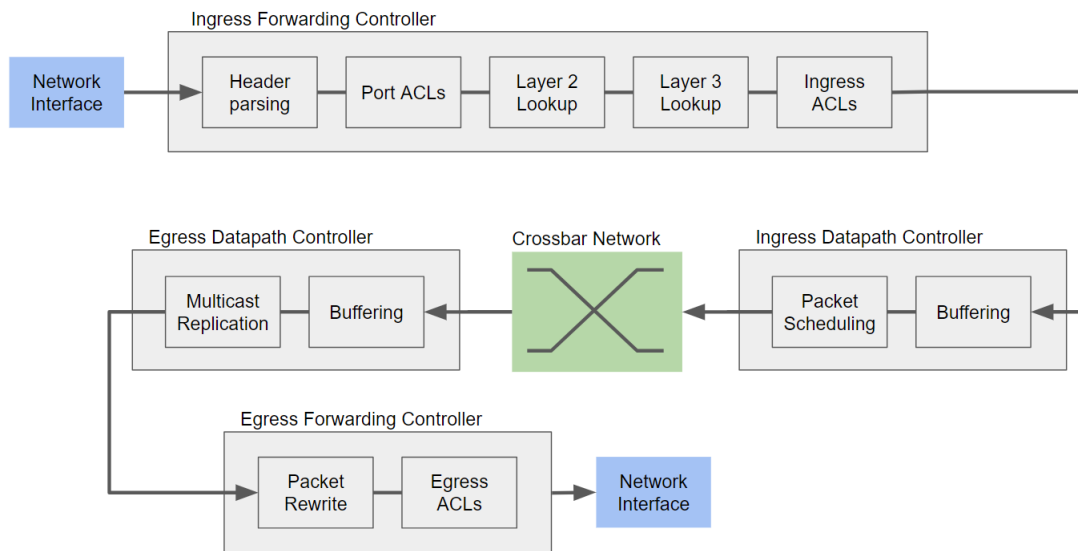 Ingress Forwarding Controller
Network
Interface
Header
parsing
Port ACLs
Layer 2
Lookup
Layer 3
Lookup
Ingress
ACLs
Egress Datapath Controller
Multicast
Replication
Buffering
Crossbar Network
Ingress Datapath Controller
Packet
Scheduling
Buffering
Egress Forwarding Controller
Packet
Rewrite
Egress
ACLs
Network
Interface